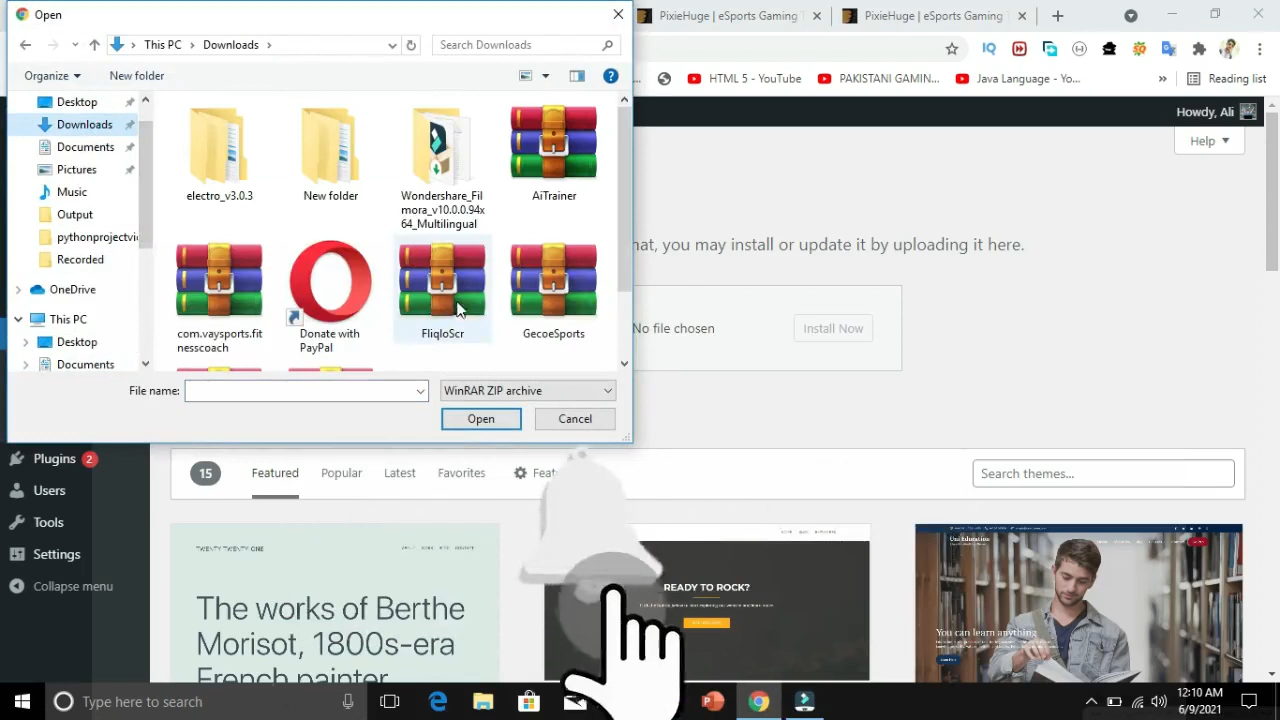 Open
PixieHuge | eSports Gaming
PixieHuge | eSports Gaming
This PC
Downloads
Search Downloads
HTML 5 - YouTube
PAKISTANI GAMIN...
Java Language - Yo...
Reading list
Organize
New folder
Howdy, Ali
Help
Desktop
Downloads
Documents
Pictures
Music
Output
pythonprojectvi
Recorded
OneDrive
This PC
Desktop
Documents
electro_v3.0.3
New folder
Wondershare_Fil
mora_v10.0.0.94x
64_Multilingual
AiTrainer
com.vaysports.fit
nesscoach
Donate with
PayPal
FliqloScr
GecoeSports
hat, you may install or update it by uploading it here.
No file chosen
Install Now
File name:
WinRAR ZIP archive
Open
Cancel
Plugins 2
Users
Tools
Settings
Collapse menu
15
Featured
Popular
Latest
Favorites
Search themes...
TWENTY TWENTY-ONE
The works of Berthe
Morisot, 1800s-era
French painter
READY TO ROCK?
Uni Education
You can learn anything
Type here to search
12:10 AM
6/9/2021